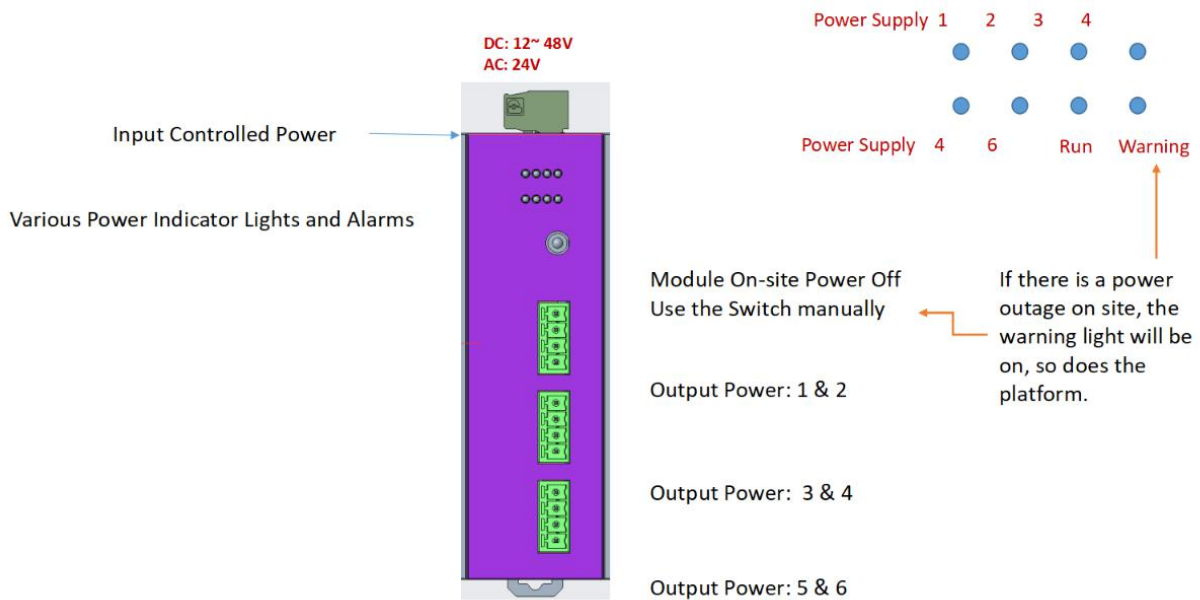 Power Supply 1 2 3 4
DC: 12~ 48V
AC: 24V
Input Controlled Power
Power Supply 4 6 Run Warning
Various Power Indicator Lights and Alarms
Module On-site Power Off
Use the Switch manually
If there is a power
outage on site, the
warning light will be
on, so does the
platform.
Output Power: 1 & 2
Output Power: 3 & 4
Output Power: 5 & 6